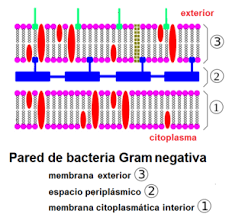 exterior
③
②
①
citoplasma
Pared de bacteria Gram negativa
membrana exterior ③
espacio periplásmico ②
membrana citoplasmática interior ①